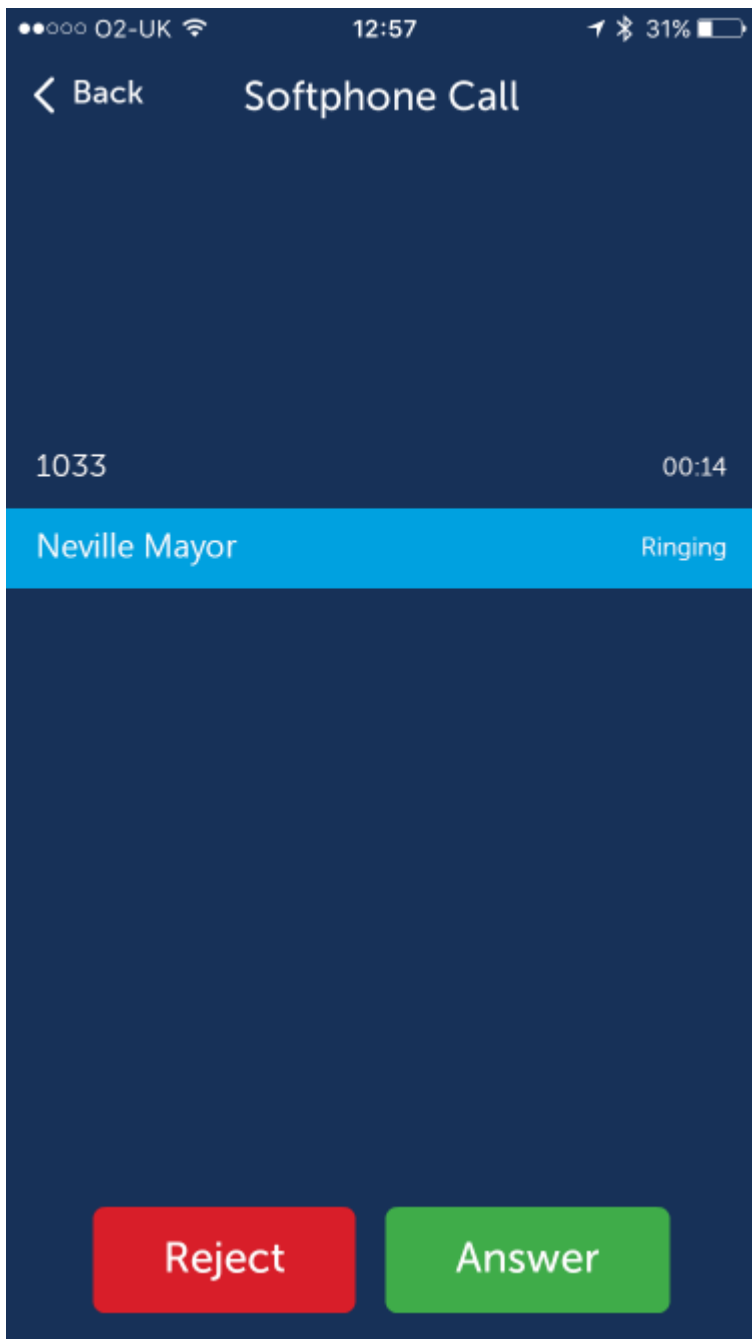 O2-UK 12:57 31%
Back Softphone Call
1033 00:14
Neville Mayor Ringing
Reject Answer